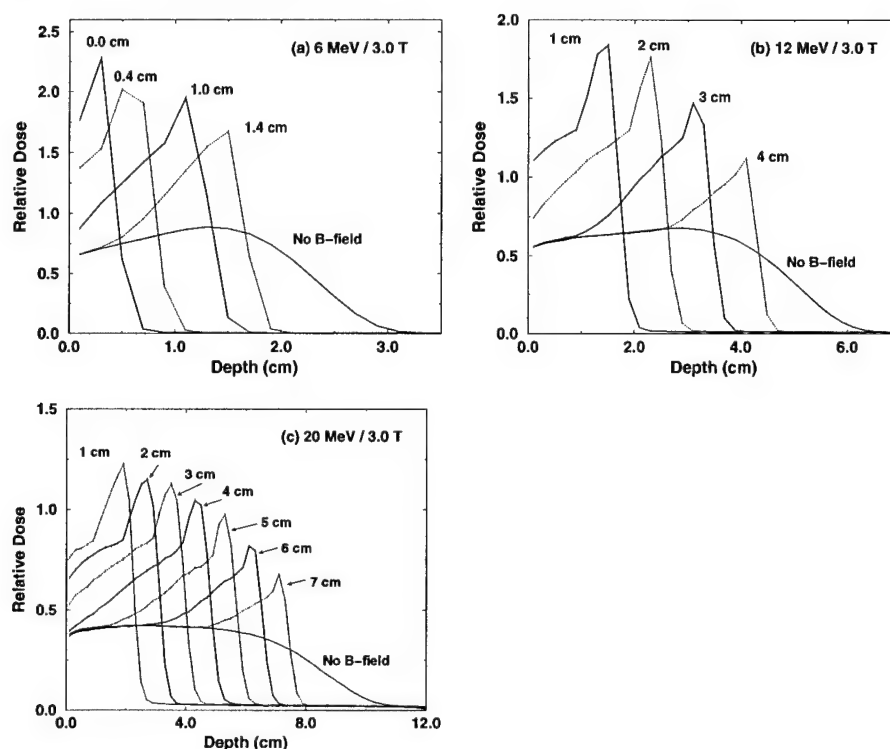 (a) 6 MeV / 3.0 T
0.0 cm
0.4 cm
1.0 cm
1.4 cm
No B-field
Relative Dose
2.5
2.0
1.5
1.0
0.5
0.0
0.0 1.0 2.0 3.0
Depth (cm)
(b) 12 MeV / 3.0 T
1 cm
2 cm
3 cm
4 cm
No B-field
Relative Dose
2.0
1.5
1.0
0.5
0.0
0.0 2.0 4.0 6.0
Depth (cm)
(c) 20 MeV / 3.0 T
1 cm
2 cm
3 cm
4 cm
5 cm
6 cm
7 cm
No B-field
Relative Dose
1.5
1.0
0.5
0.0
0.0 4.0 8.0 12.0
Depth (cm)